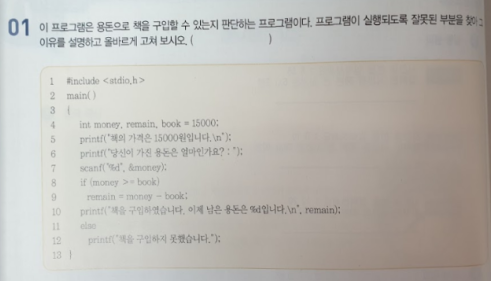 01 이 프로그램은 용돈으로 책을 구입할 수 있는지 판단하는 프로그램이다. 프로그램이 실행되도록 잘못된 부분을 찾아 그
이유를 설명하고 올바르게 고쳐 보시오. (                    )
1 #include <stdio.h>
2 main( )
3 {
4 int money, remain, book = 15000;
5 printf("책의 가격은 15000원입니다.\n");
6 printf("당신이 가진 용돈은 얼마인가요? : ");
7 scanf("%d", &money);
8 if (money >= book)
9 remain = money - book;
10 printf("책을 구입하였습니다. 이제 남은 용돈은 %d입니다.\n", remain);
11 else
12 printf("책을 구입하지 못했습니다.");
13 }